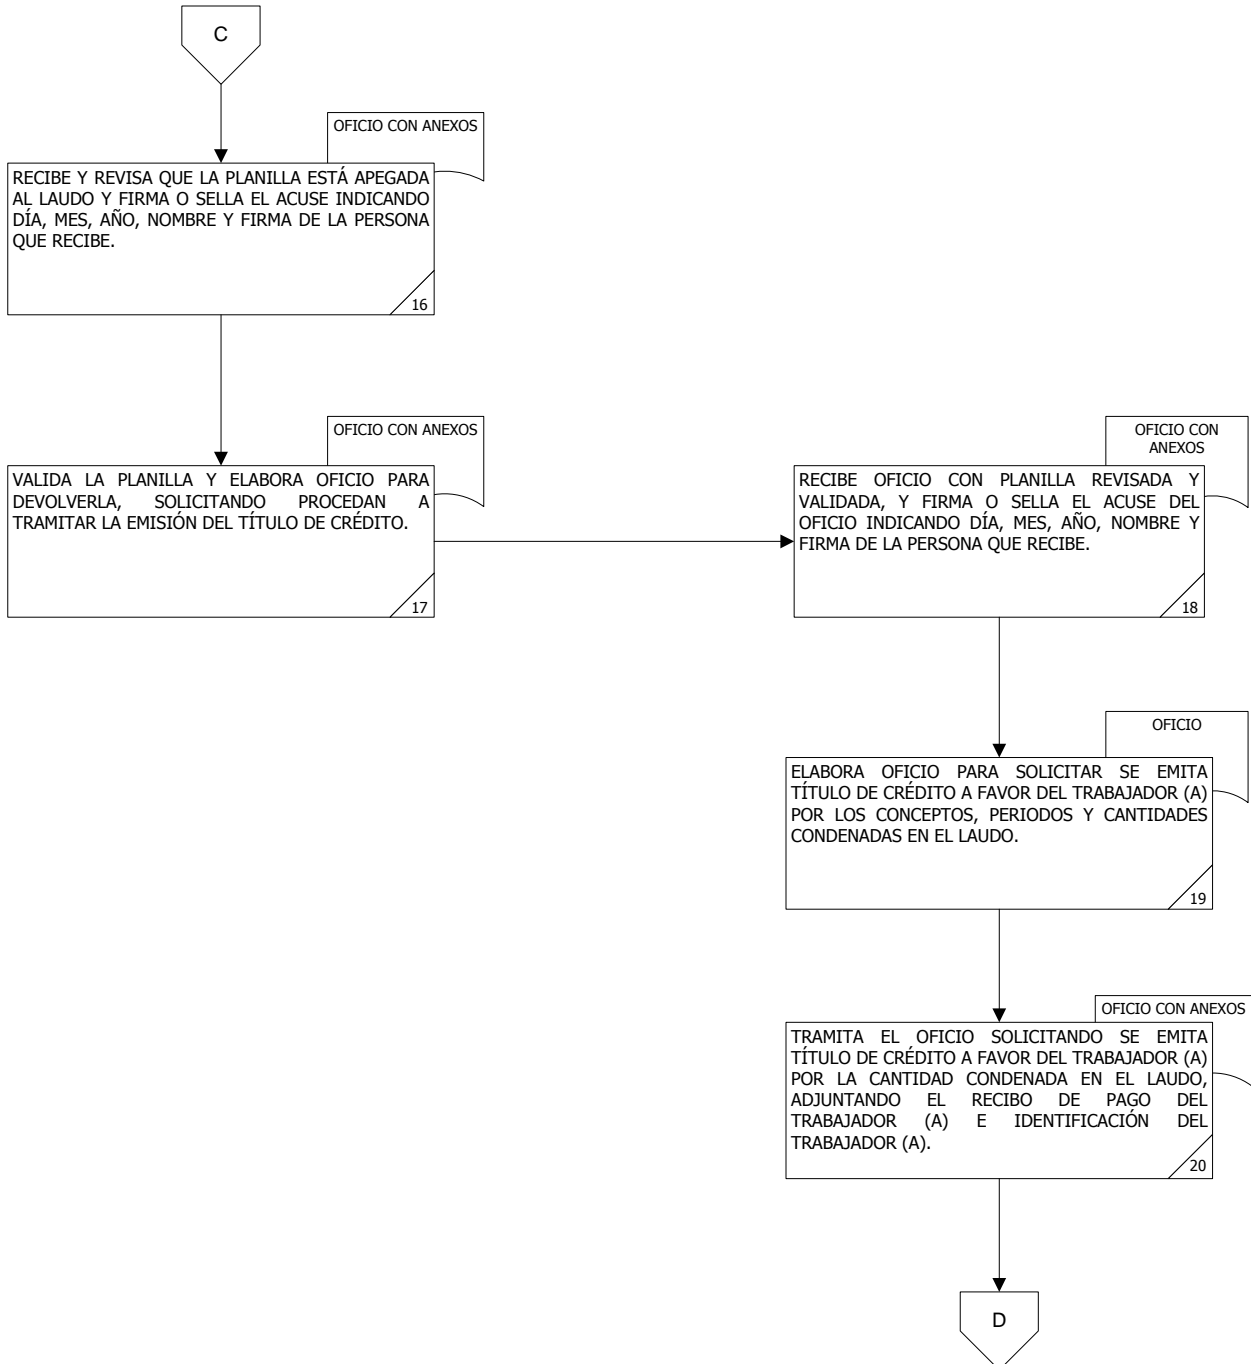 C
OFICIO CON ANEXOS
RECIBE Y REVISA QUE LA PLANILLA ESTÁ APEGADA
AL LAUDO Y FIRMA O SELLA EL ACUSE INDICANDO
DÍA, MES, AÑO, NOMBRE Y FIRMA DE LA PERSONA
QUE RECIBE.
16
OFICIO CON ANEXOS
VALIDA LA PLANILLA Y ELABORA OFICIO PARA
DEVOLVERLA, SOLICITANDO PROCEDAN A
TRAMITAR LA EMISIÓN DEL TÍTULO DE CRÉDITO.
17
OFICIO CON
ANEXOS
RECIBE OFICIO CON PLANILLA REVISADA Y
VALIDADA, Y FIRMA O SELLA EL ACUSE DEL
OFICIO INDICANDO DÍA, MES, AÑO, NOMBRE Y
FIRMA DE LA PERSONA QUE RECIBE.
18
OFICIO
ELABORA OFICIO PARA SOLICITAR SE EMITA
TÍTULO DE CRÉDITO A FAVOR DEL TRABAJADOR (A)
POR LOS CONCEPTOS, PERIODOS Y CANTIDADES
CONDENADAS EN EL LAUDO.
19
OFICIO CON ANEXOS
TRAMITA EL OFICIO SOLICITANDO SE EMITA
TÍTULO DE CRÉDITO A FAVOR DEL TRABAJADOR (A)
POR LA CANTIDAD CONDENADA EN EL LAUDO,
ADJUNTANDO EL RECIBO DE PAGO DEL
TRABAJADOR (A) E IDENTIFICACIÓN DEL
TRABAJADOR (A).
20
D